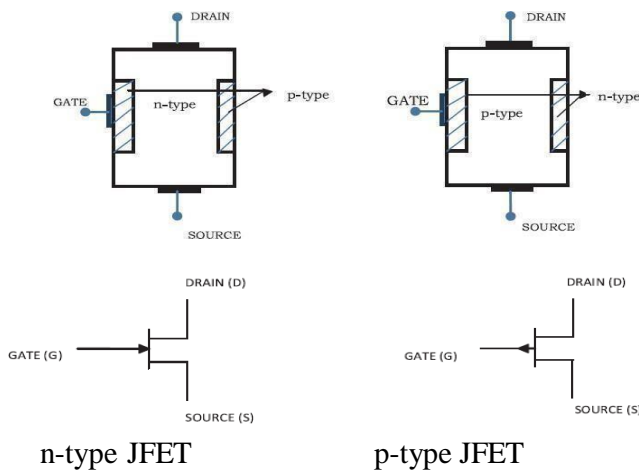 DRAIN
GATE
n-type
p-type
SOURCE
DRAIN
GATE
p-type
n-type
SOURCE
DRAIN (D)
GATE (G)
SOURCE (S)
n-type JFET
DRAIN (D)
GATE (G)
SOURCE (S)
p-type JFET